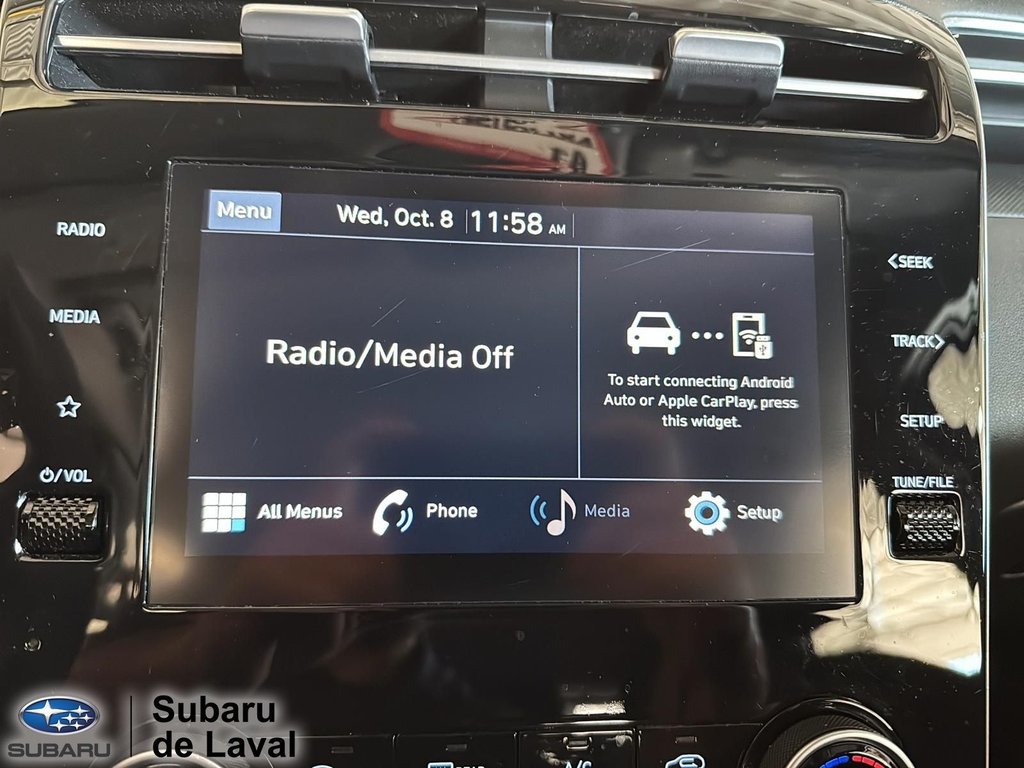 Menu
Wed, Oct. 8
11:58 AM
RADIO
MEDIA
/VOL
Radio/Media Off
To start connecting Android
Auto or Apple CarPlay, press
this widget.
All Menus
Phone
Media
Setup
<SEEK
TRACK>
SETUP
TUNE/FILE
SUBARU
Subaru
de Laval
A/C